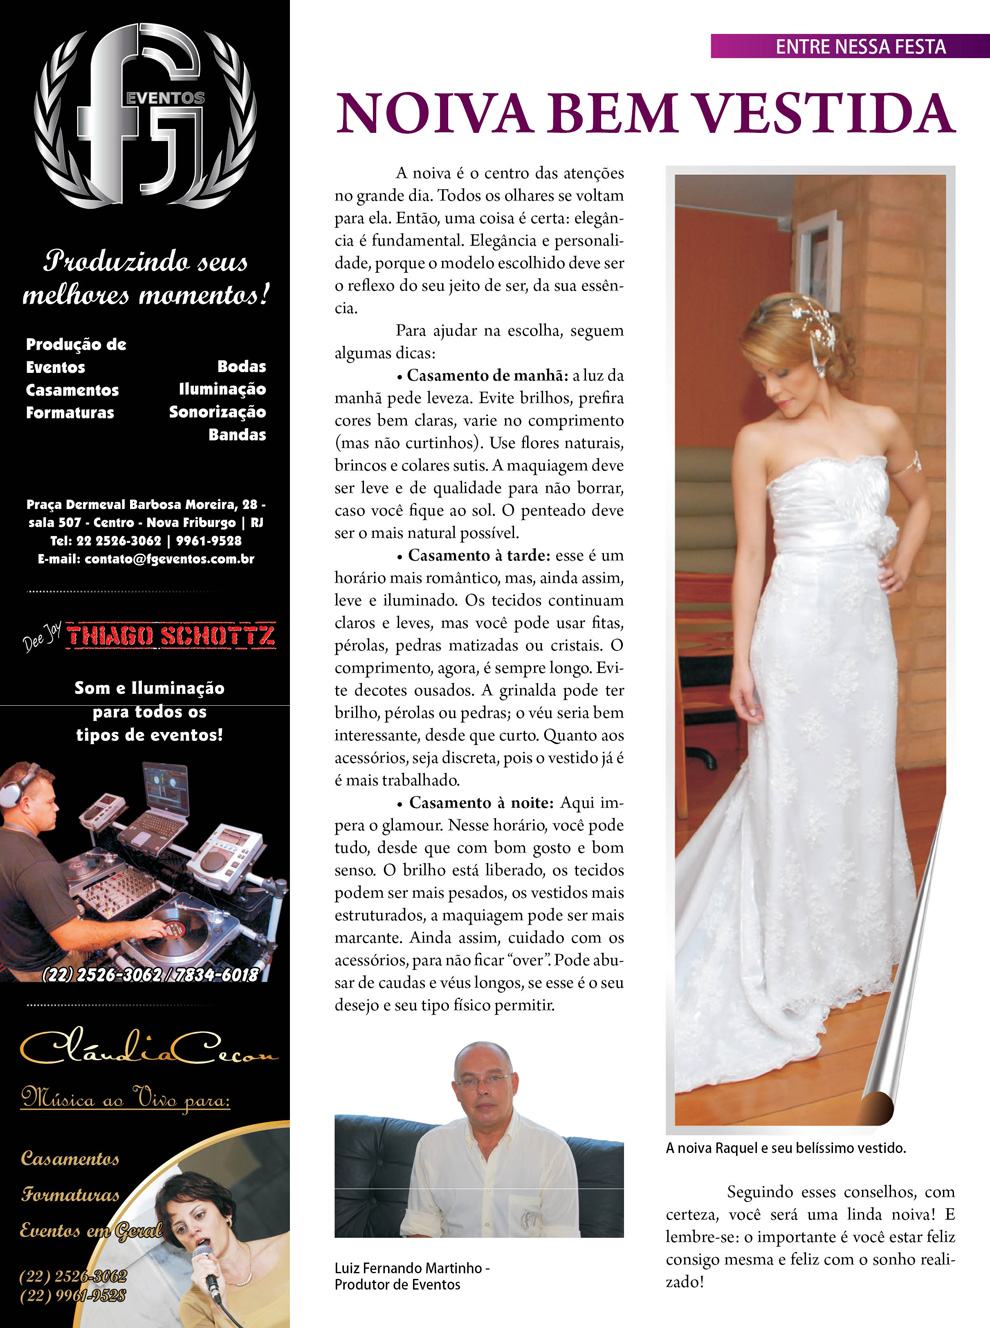 fG EVENTOS
Produzindo seus
melhores momentos!
Produção de
Eventos
Casamentos
Formaturas
Bodas
Iluminação
Sonorização
Bandas
Praça Dermeval Barbosa Moreira, 28 -
sala 507 - Centro - Nova Friburgo | RJ
Tel: 22 2526-3062 | 9961-9528
E-mail: contato@fgeventos.com.br
Dee Jay THIAGO SCHOTTZ
Som e Iluminação
para todos os
tipos de eventos!
(22) 2526-3062 / 7834-6018
Cláudia Cecon
Música ao Vivo para:
Casamentos
Formaturas
Eventos em Geral
(22) 2526-3062
(22) 9961-9528
ENTRE NESSA FESTA
NOIVA BEM VESTIDA
A noiva é o centro das atenções
no grande dia. Todos os olhares se voltam
para ela. Então, uma coisa é certa: elegân-
cia é fundamental. Elegância e personali-
dade, porque o modelo escolhido deve ser
o reflexo do seu jeito de ser, da sua essên-
cia.
Para ajudar na escolha, seguem
algumas dicas:
• Casamento de manhã: a luz da
manhã pede leveza. Evite brilhos, prefira
cores bem claras, varie no comprimento
(mas não curtinhos). Use flores naturais,
brincos e colares sutis. A maquiagem deve
ser leve e de qualidade para não borrar,
caso você fique ao sol. O penteado deve
ser o mais natural possível.
• Casamento à tarde: esse é um
horário mais romântico, mas, ainda assim,
leve e iluminado. Os tecidos continuam
claros e leves, mas você pode usar fitas,
pérolas, pedras matizadas ou cristais. O
comprimento, agora, é sempre longo. Evi-
te decotes ousados. A grinalda pode ter
brilho, pérolas ou pedras; o véu seria bem
interessante, desde que curto. Quanto aos
acessórios, seja discreta, pois o vestido já é
é mais trabalhado.
• Casamento à noite: Aqui im-
pera o glamour. Nesse horário, você pode
tudo, desde que com bom gosto e bom
senso. O brilho está liberado, os tecidos
podem ser mais pesados, os vestidos mais
estruturados, a maquiagem pode ser mais
marcante. Ainda assim, cuidado com os
acessórios, para não ficar “over”. Pode abu-
sar de caudas e véus longos, se esse é o seu
desejo e seu tipo físico permitir.
Luiz Fernando Martinho -
Produtor de Eventos
A noiva Raquel e seu belíssimo vestido.
Seguindo esses conselhos, com
certeza, você será uma linda noiva! E
lembre-se: o importante é você estar feliz
consigo mesma e feliz com o sonho reali-
zado!